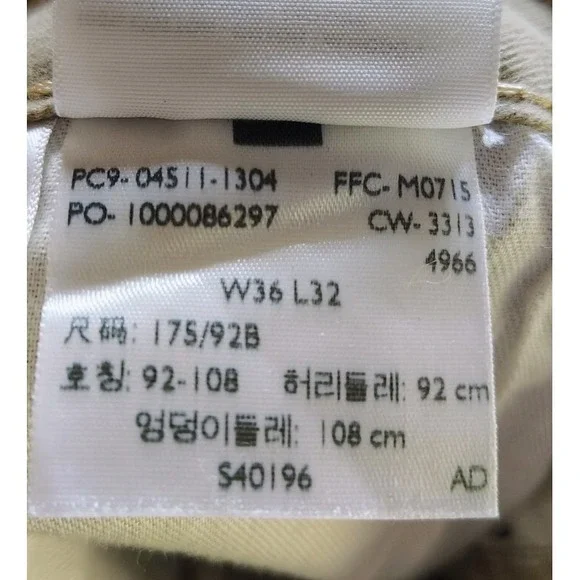 PC9- 04511-1304 FFC- M0715
PO- 1000086297 CW- 3313
4966
W36 L32
尺码: 175/92B
호칭: 92-108 허리둘레: 92 cm
엉덩이둘레: 108 cm
S40196 AD